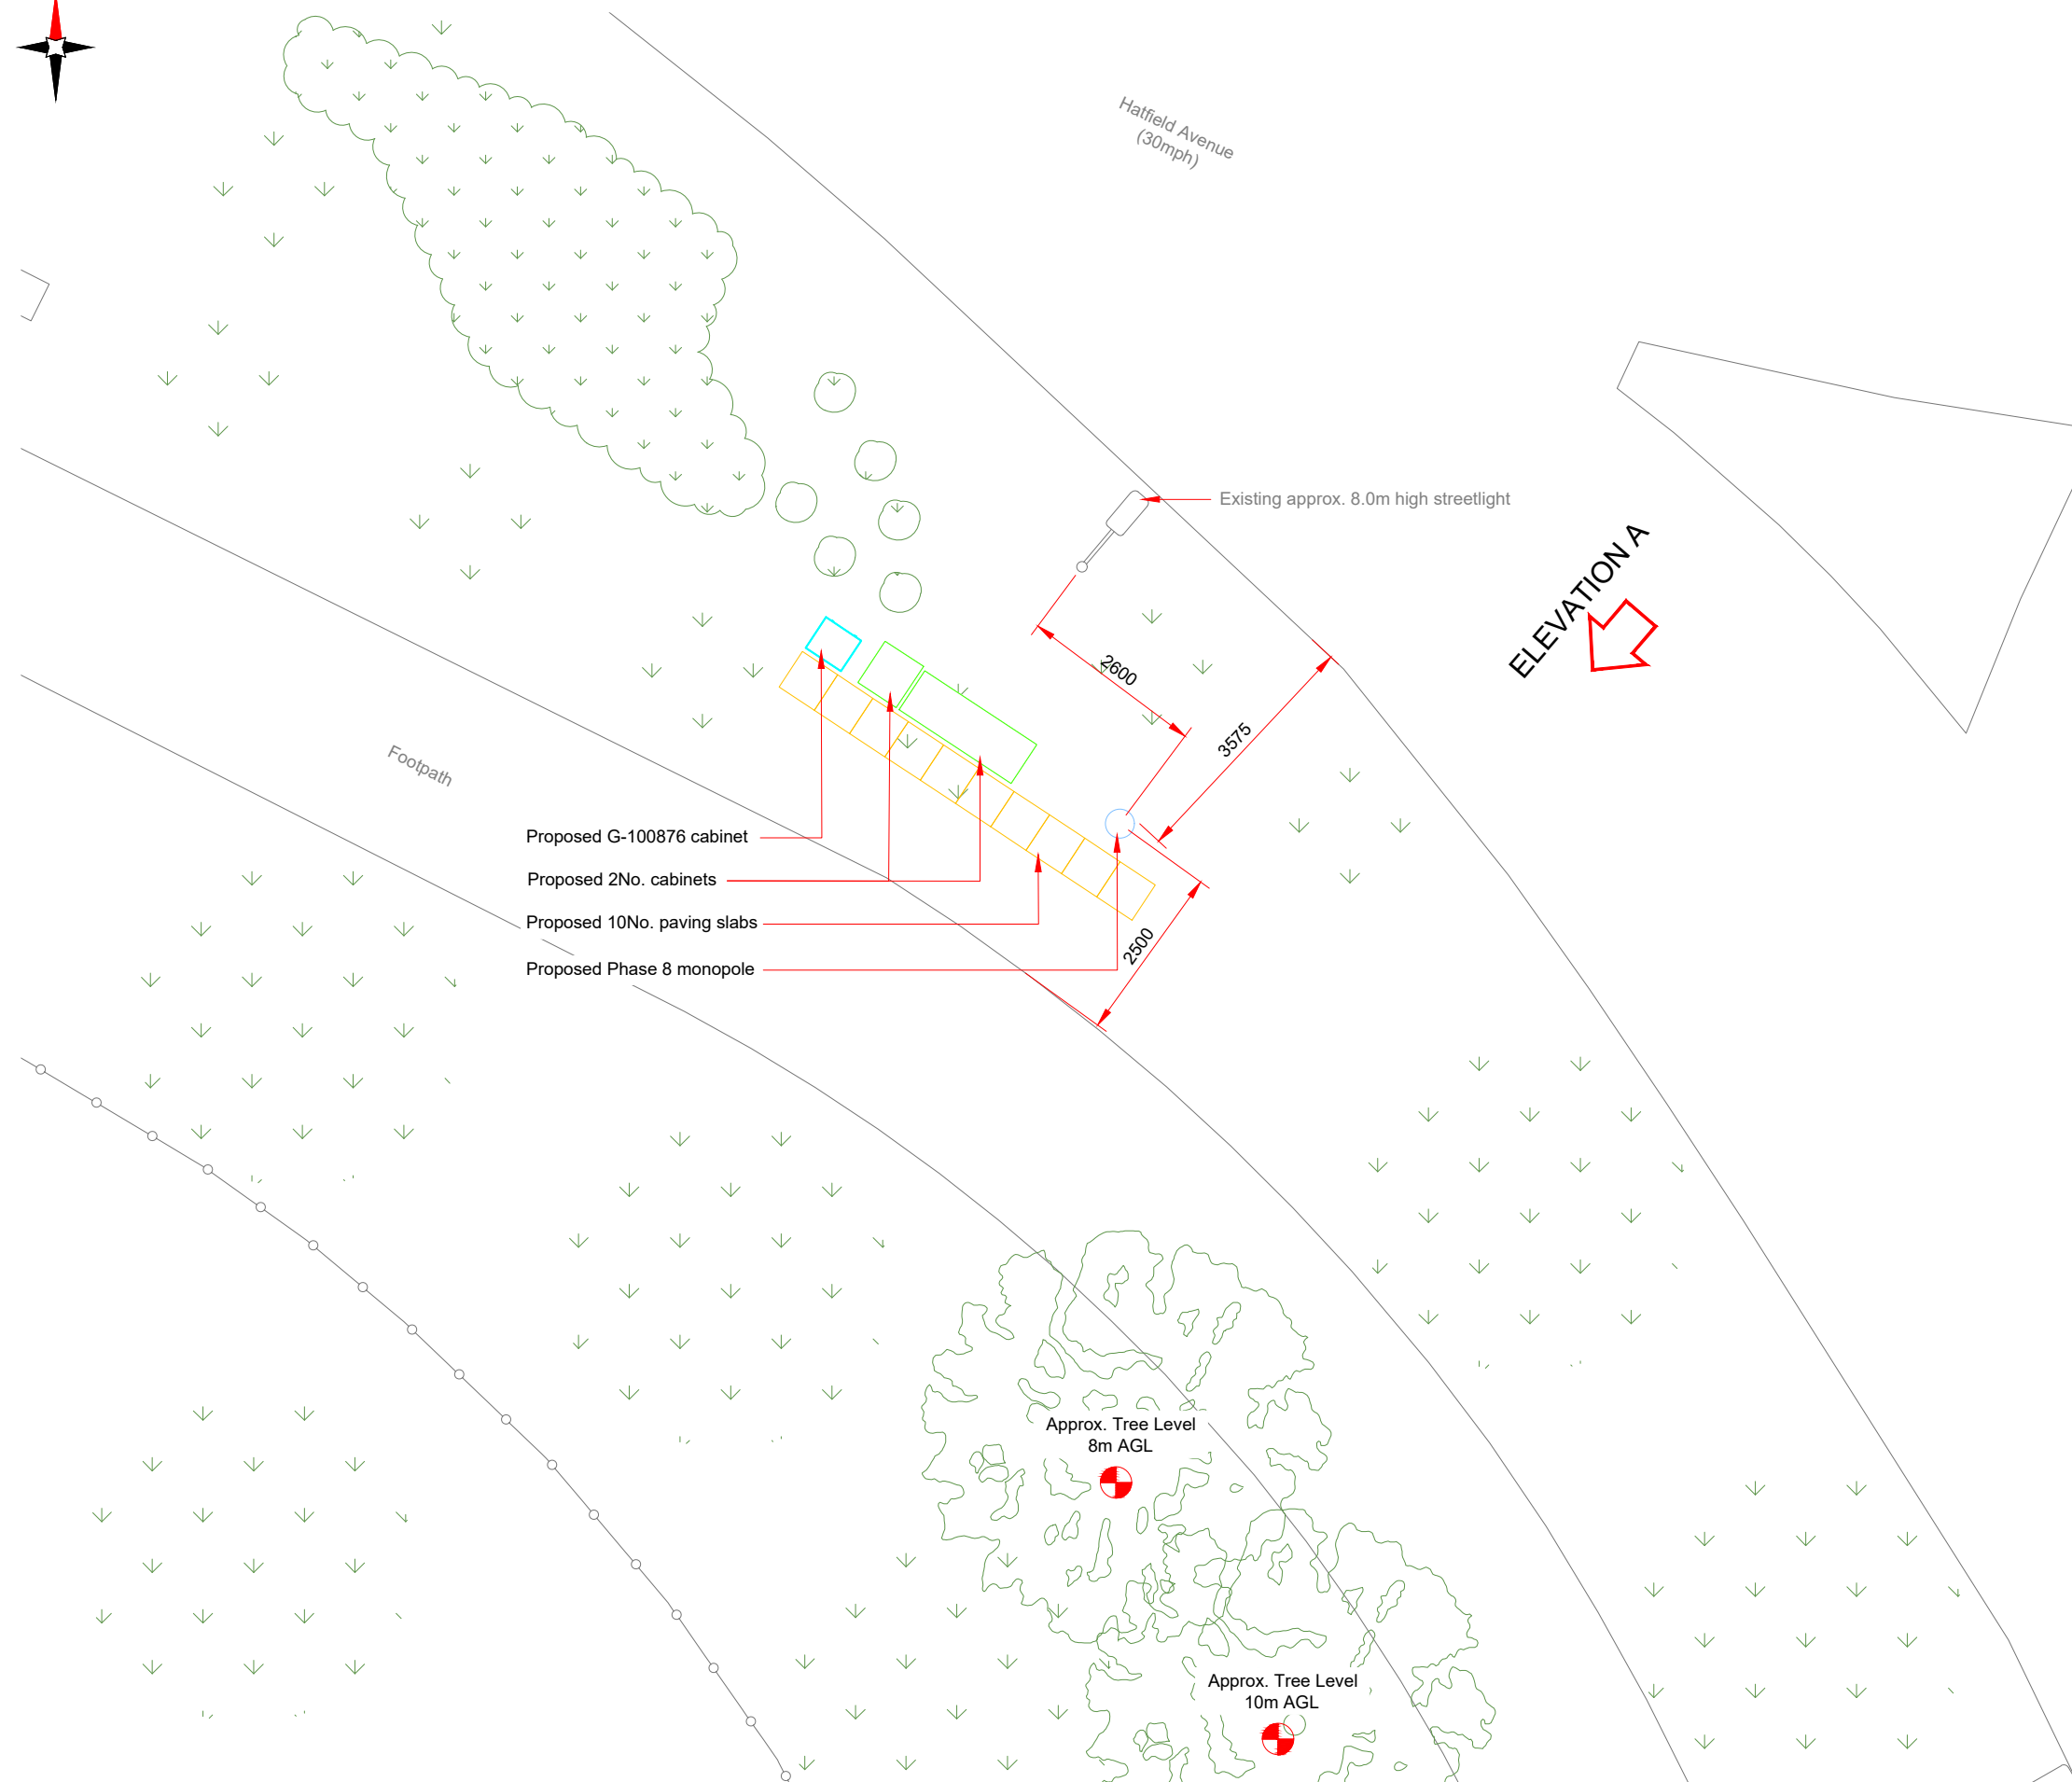 Hatfield Avenue
(30mph)
Existing approx. 8.0m high streetlight
ELEVATION A
2600
3575
Footpath
Proposed G-100876 cabinet
Proposed 2No. cabinets
Proposed 10No. paving slabs
2500
Proposed Phase 8 monopole
Approx. Tree Level
8m AGL
Approx. Tree Level
10m AGL